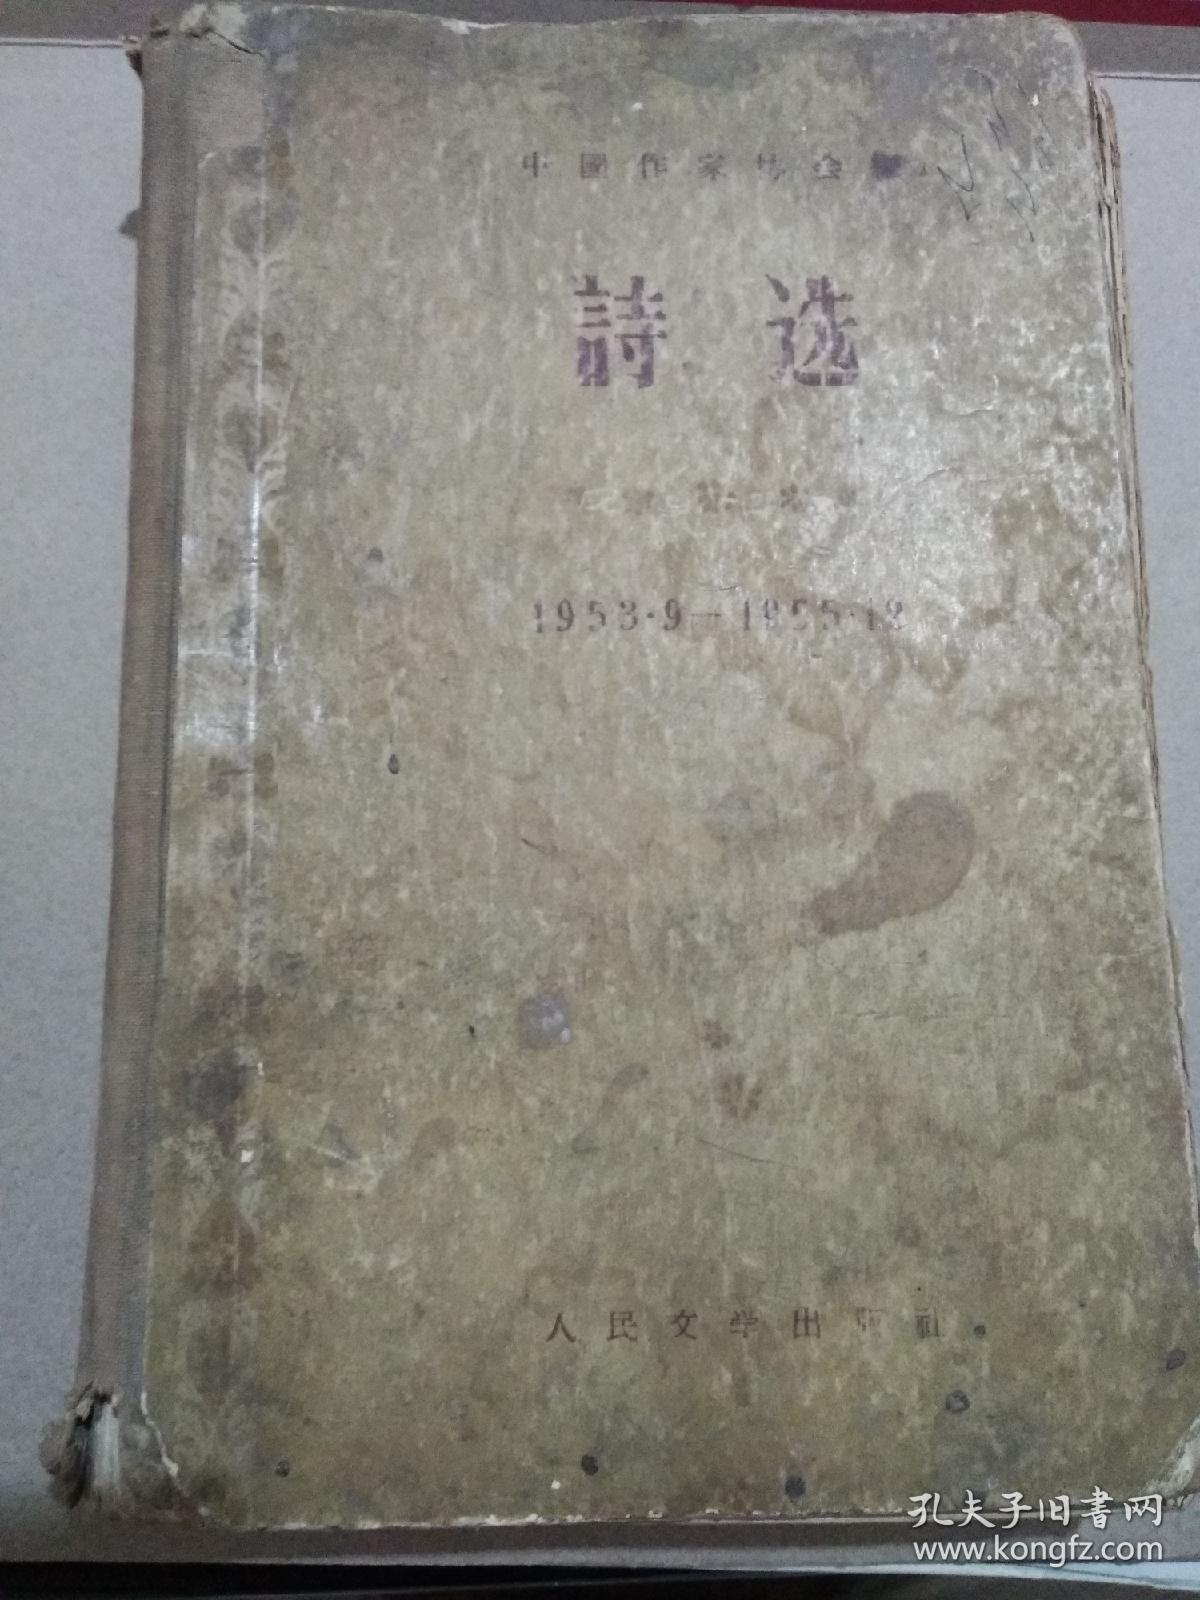 中國作家协会編
詩选
1953·9—1955·12
人民文学出版社
孔夫子旧书网
www.kongfz.com